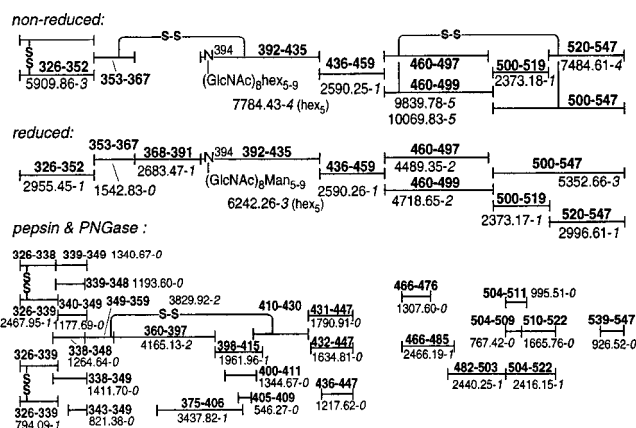 non-reduced:
S-S S-S
S
S
326-352 N394 392-435 436-459 460-497 500-519 520-547
5909.86-3 353-367 (GlcNAc)8hex5-9 2590.25-1 460-499 2373.18-1 7484.61-4
7784.43-4 (hex5) 9839.78-5 500-547
10069.83-5
reduced:
353-367 368-391 N394 392-435 460-497
326-352 2683.47-1 436-459 4489.35-2 500-547
2955.45-1 1542.83-0 (GlcNAc)8Man5-9 2590.26-1 460-499 5352.66-3
6242.26-3 (hex5) 4718.65-2 500-519
2373.17-1 520-547
2996.61-1
pepsin & PNGase :
326-338 339-349 1340.67-0
S
S
339-348 1193.60-0 466-476 504-511 995.51-0
326-339 340-349 349-359 S-S 3829.92-2 410-430 431-447 1307.60-0
2467.95-1 1177.69-0 360-397 1790.91-0 504-509 510-522 539-547
338-348 4165.13-2 398-415 432-447 466-485 767.42-0 1665.76-0 926.52-0
326-339 1264.64-0 1961.96-1 1634.81-0 2466.19-1
S
S
338-349 400-411 482-503 504-522
1411.70-0 1344.67-0 436-447 2440.25-1 2416.15-1
326-339 343-349 375-406 405-409 1217.62-0
794.09-1 821.38-0 3437.82-1 546.27-0